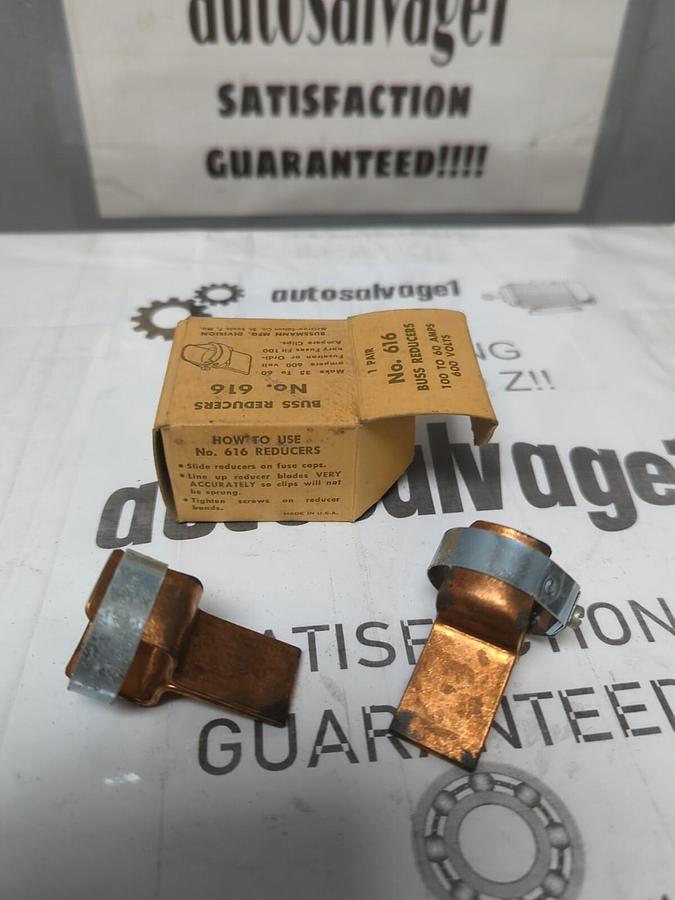 autosalvage1
SATISFACTION
GUARANTEED!!!!
autosalvage1
NG
Z!!
BUSS REDUCERS
No. 616
Make 35 To 60
ampere 600 volt
Fusetron or Ordi-
nary Fuses Fit 100
Ampere Clips.
BUSSMANN MFG. DIVISION
McGraw-Edison Co. St. Louis 7, Mo.
1 PAIR
No. 616
BUSS REDUCERS
100 TO 60 AMPS
600 VOLTS
HOW TO USE
No. 616 REDUCERS
• Slide reducers on fuse caps.
• Line up reducer blades VERY
ACCURATELY so clips will not
be sprung.
• Tighten screws on reducer
bands.
MADE IN U.S.A.
autosalvage1
ATISFACTION
GUARANTEED